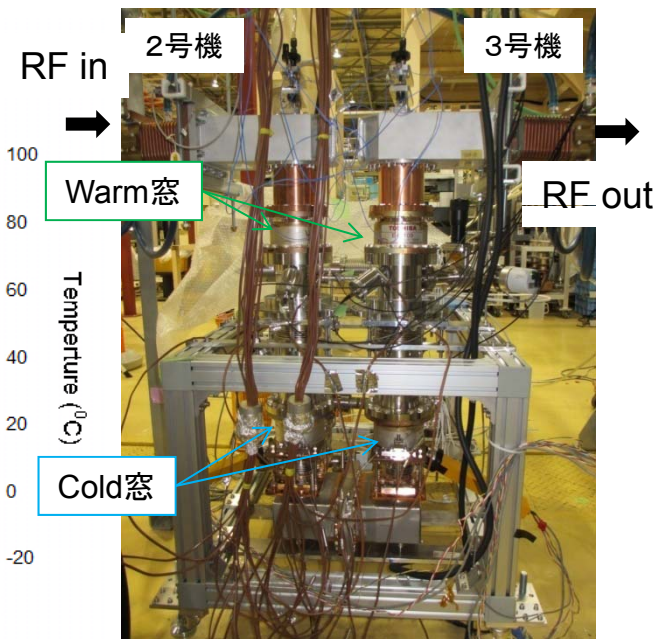 2号機
3号機
RF in
100
Warm窓
RF out
80
TOSHIBA
60
Temperture (⁰C)
40
20
Cold窓
0
-20